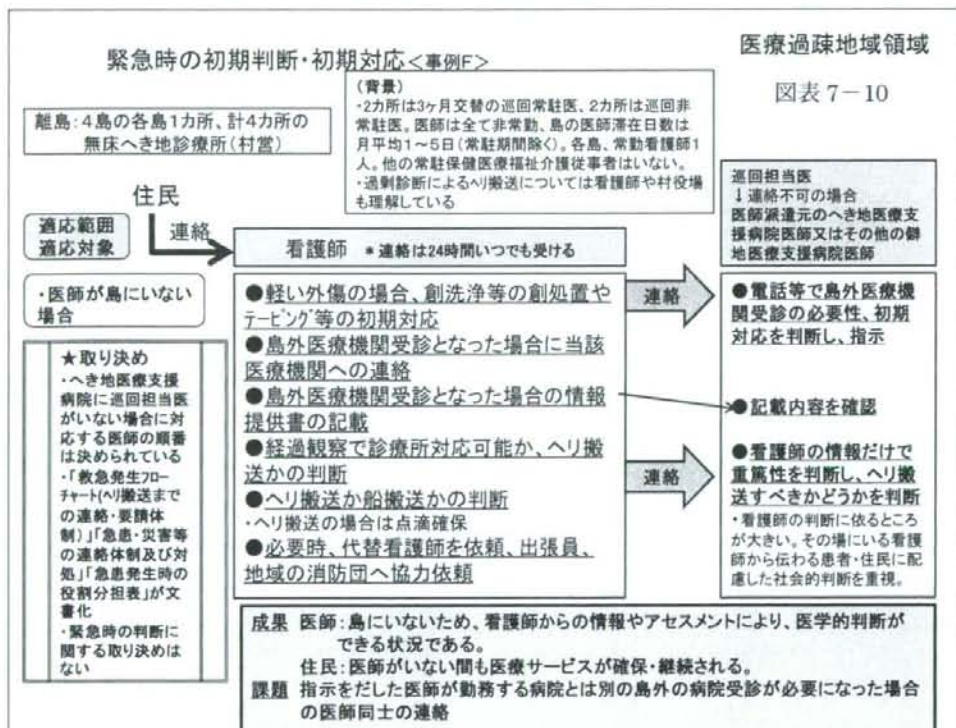 緊急時の初期判断・初期対応<事例F>
医療過疎地域領域
図表7－10
離島：4島の各島1カ所、計4カ所の
無床へき地診療所(村営)
(背景)
・2カ所は3ヶ月交替の巡回常駐医、2カ所は巡回非
常駐医。医師は全て非常勤、島の医師滞在日数は
月平均1～5日(常駐期間除く)。各島、常勤看護師1
人。他の常駐保健医療福祉介護従事者はいない。
・過剰診断によるヘリ搬送については看護師や村役場
も理解している
住民
連絡
適応範囲
適応対象
・医師が島にいない
場合
★取り決め
・へき地医療支援
病院に巡回担当医
がいない場合に対
応する医師の順番
は決められている
・「救急発生フロー
チャート(ヘリ搬送まで
の連絡・要請体
制)」「急患・災害等
の連絡体制及び対
処」「急患発生時の
役割分担表」が文
書化
・緊急時の判断に
関する取り決めは
ない
看護師 ＊連絡は24時間いつでも受ける
●軽い外傷の場合、創洗浄等の創処置や
テーピング等の初期対応
●島外医療機関受診となった場合に当該
医療機関への連絡
●島外医療機関受診となった場合の情報
提供書の記載
●経過観察で診療所対応可能か、ヘリ搬
送かの判断
●ヘリ搬送か船搬送かの判断
・ヘリ搬送の場合は点滴確保
●必要時、代替看護師を依頼、出張員、
地域の消防団へ協力依頼
連絡
連絡
巡回担当医
↓連絡不可の場合
医師派遣元のへき地医療支
援病院医師又はその他の僻
地医療支援病院医師
●電話等で島外医療機
関受診の必要性、初期
対応を判断し、指示
●記載内容を確認
●看護師の情報だけで
重篤性を判断し、ヘリ搬
送すべきかどうかを判断
・看護師の判断に依るところ
が大きい。その場にいる看護
師から伝わる患者・住民に配
慮した社会的判断を重視。
成果 医師：島にいないため、看護師からの情報やアセスメントにより、医学的判断が
できる状況である。
住民：医師がいない間も医療サービスが確保・継続される。
課題 指示をだした医師が勤務する病院とは別の島外の病院受診が必要になった場合
の医師同士の連絡